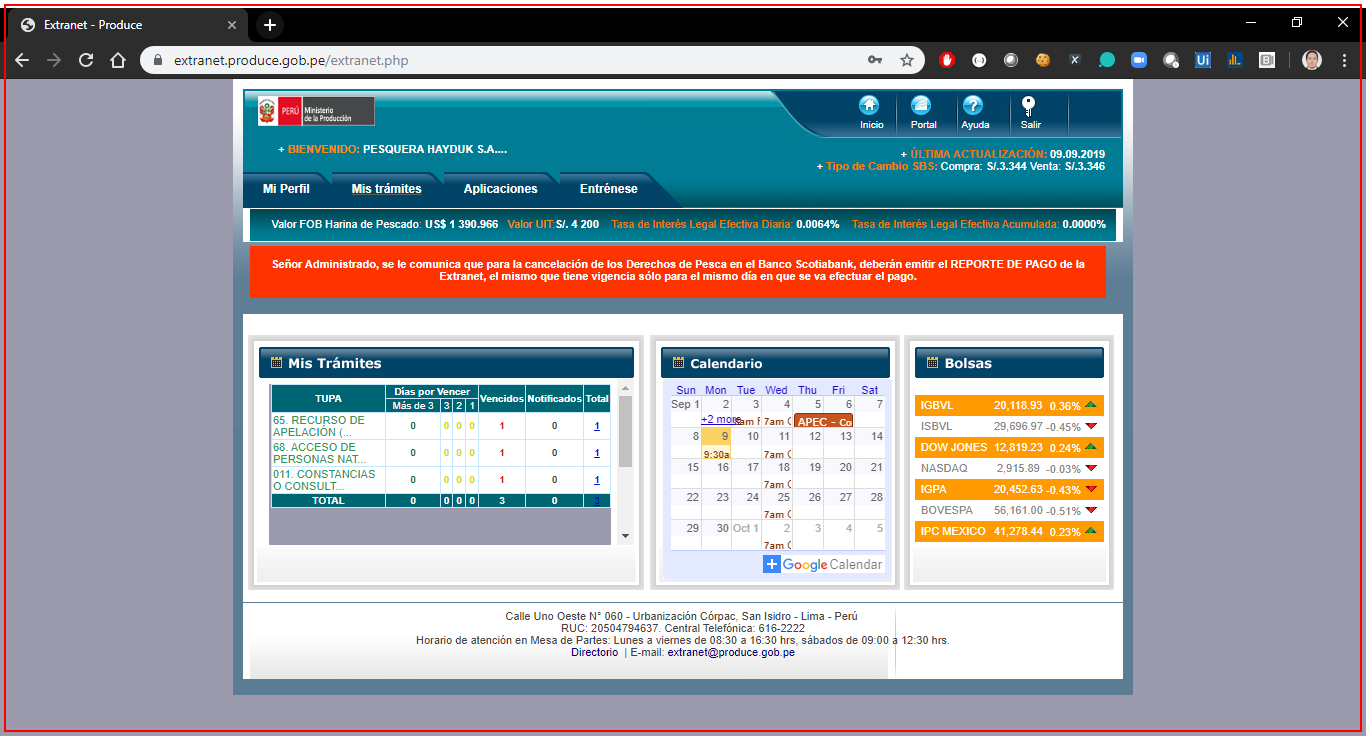 Extranet - Produce
extranet.produce.gob.pe/extranet.php
PERÚ
Ministerio
de la Producción
Inicio Portal Ayuda Salir
+ BIENVENIDO: PESQUERA HAYDUK S.A....
+ ÚLTIMA ACTUALIZACIÓN: 09.09.2019
+ Tipo de Cambio SBS: Compra: S/.3.344 Venta: S/.3.346
Mi Perfil Mis trámites Aplicaciones Entrénese
Valor FOB Harina de Pescado: US$ 1 390.966 Valor UIT:S/. 4 200 Tasa de Interés Legal Efectiva Diaria: 0.0064% Tasa de Interés Legal Efectiva Acumulada: 0.0000%
Señor Administrado, se le comunica que para la cancelación de los Derechos de Pesca en el Banco Scotiabank, deberán emitir el REPORTE DE PAGO de la
Extranet, el mismo que tiene vigencia sólo para el mismo día en que se va efectuar el pago.
Mis Trámites
TUPA Días por Vencer Vencidos Notificados Total
Más de 3 3 2 1
65. RECURSO DE
APELACIÓN (... 0 0 0 0 1 0 1
68. ACCESO DE
PERSONAS NAT... 0 0 0 0 1 0 1
011. CONSTANCIAS
O CONSULT... 0 0 0 0 1 0 1
TOTAL 0 0 0 0 3 0 3
Calendario
Sun Mon Tue Wed Thu Fri Sat
Sep 1 2 3 4 5 6 7
+2 more 7am C APEC - Co
8 9 10 11 12 13 14
9:30a 7am C
15 16 17 18 19 20 21
7am C
22 23 24 25 26 27 28
7am C
29 30 Oct 1 2 3 4 5
7am C
+ Google Calendar
Bolsas
IGBVL 20,118.93 0.36%
ISBVL 29,696.97 -0.45%
DOW JONES 12,819.23 0.24%
NASDAQ 2,915.89 -0.03%
IGPA 20,452.63 -0.43%
BOVESPA 56,161.00 -0.51%
IPC MEXICO 41,278.44 0.23%
Calle Uno Oeste N° 060 - Urbanización Córpac, San Isidro - Lima - Perú
RUC: 20504794637. Central Telefónica: 616-2222
Horario de atención en Mesa de Partes: Lunes a viernes de 08:30 a 16:30 hrs, sábados de 09:00 a 12:30 hrs.
Directorio | E-mail: extranet@produce.gob.pe